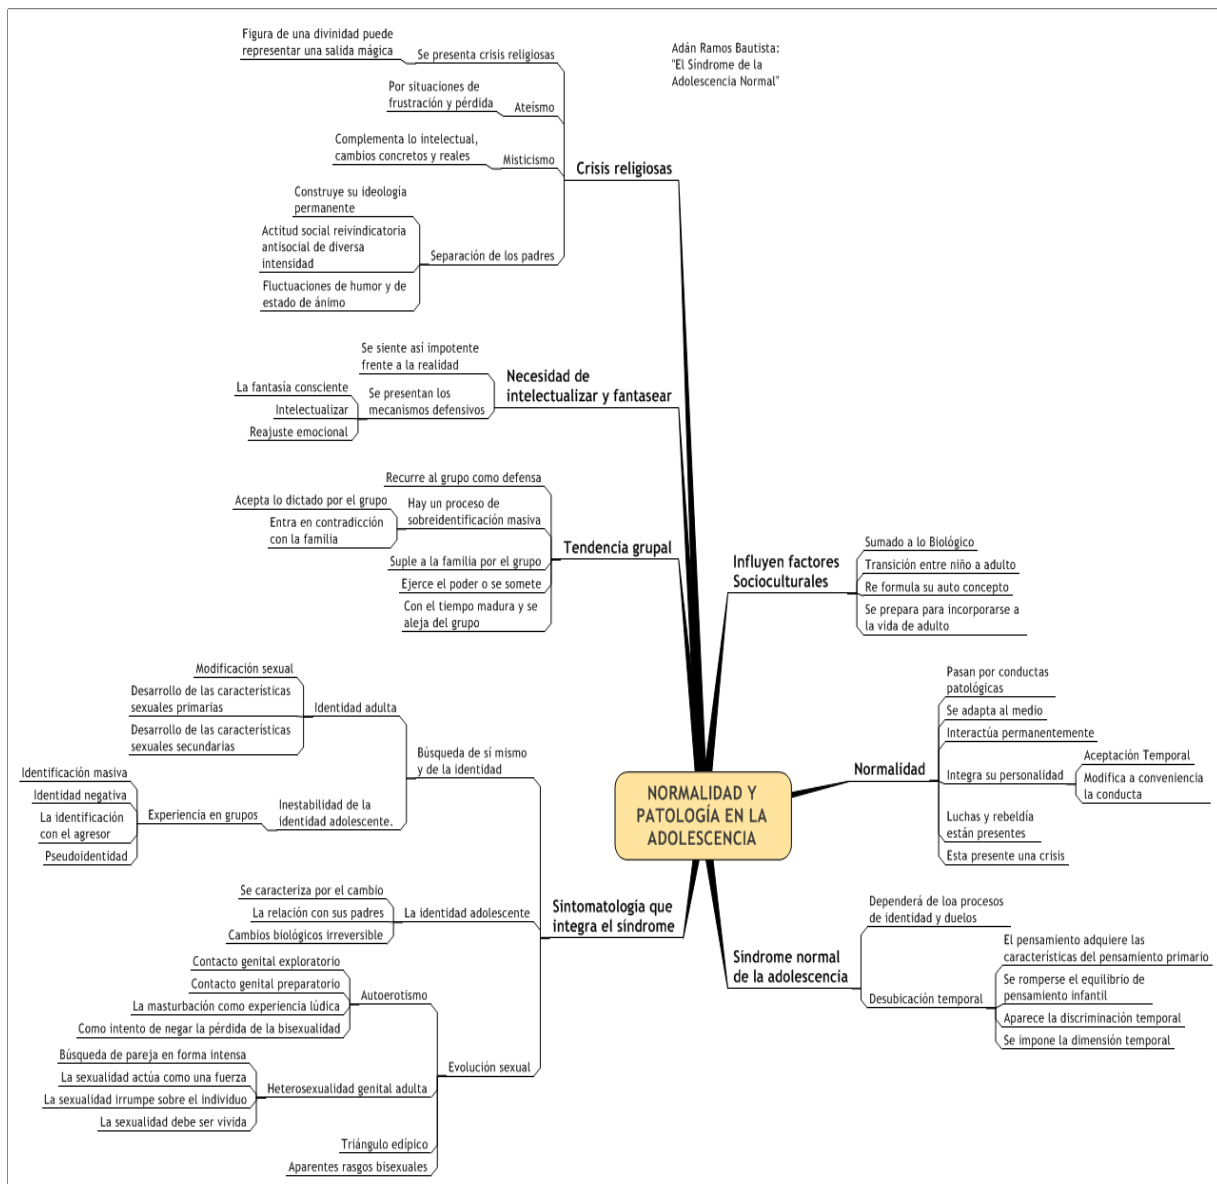 Adán Ramos Bautista:
"El Síndrome de la
Adolescencia Normal"
NORMALIDAD Y
PATOLOGÍA EN LA
ADOLESCENCIA
Crisis religiosas
Se presenta crisis religiosas
Figura de una divinidad puede
representar una salida mágica
Ateísmo
Por situaciones de
frustración y pérdida
Misticismo
Complementa lo intelectual,
cambios concretos y reales
Separación de los padres
Construye su ideología
permanente
Actitud social reivindicatoria
antisocial de diversa
intensidad
Fluctuaciones de humor y de
estado de ánimo
Necesidad de
intelectualizar y fantasear
Se siente así impotente
frente a la realidad
Se presentan los
mecanismos defensivos
La fantasía consciente
Intelectualizar
Reajuste emocional
Tendencia grupal
Recurre al grupo como defensa
Hay un proceso de
sobreidentificación masiva
Acepta lo dictado por el grupo
Entra en contradicción
con la familia
Suple a la familia por el grupo
Ejerce el poder o se somete
Con el tiempo madura y se
aleja del grupo
Sintomatología que
integra el síndrome
Búsqueda de sí mismo
y de la identidad
Identidad adulta
Modificación sexual
Desarrollo de las características
sexuales primarias
Desarrollo de las características
sexuales secundarias
Inestabilidad de la
identidad adolescente.
Experiencia en grupos
Identificación masiva
Identidad negativa
La identificación
con el agresor
Pseudoidentidad
La identidad adolescente
Se caracteriza por el cambio
La relación con sus padres
Cambios biológicos irreversible
Evolución sexual
Autoerotismo
Contacto genital exploratorio
Contacto genital preparatorio
La masturbación como experiencia lúdica
Como intento de negar la pérdida de la bisexualidad
Heterosexualidad genital adulta
Búsqueda de pareja en forma intensa
La sexualidad actúa como una fuerza
La sexualidad irrumpe sobre el individuo
La sexualidad debe ser vivida
Triángulo edípico
Aparentes rasgos bisexuales
Influyen factores
Socioculturales
Sumado a lo Biológico
Transición entre niño a adulto
Re formula su auto concepto
Se prepara para incorporarse a
la vida de adulto
Normalidad
Pasan por conductas
patológicas
Se adapta al medio
Interactúa permanentemente
Integra su personalidad
Aceptación Temporal
Modifica a conveniencia
la conducta
Luchas y rebeldía
están presentes
Esta presente una crisis
Síndrome normal
de la adolescencia
Dependerá de loa procesos
de identidad y duelos
Desubicación temporal
El pensamiento adquiere las
características del pensamiento primario
Se romperse el equilibrio de
pensamiento infantil
Aparece la discriminación temporal
Se impone la dimensión temporal